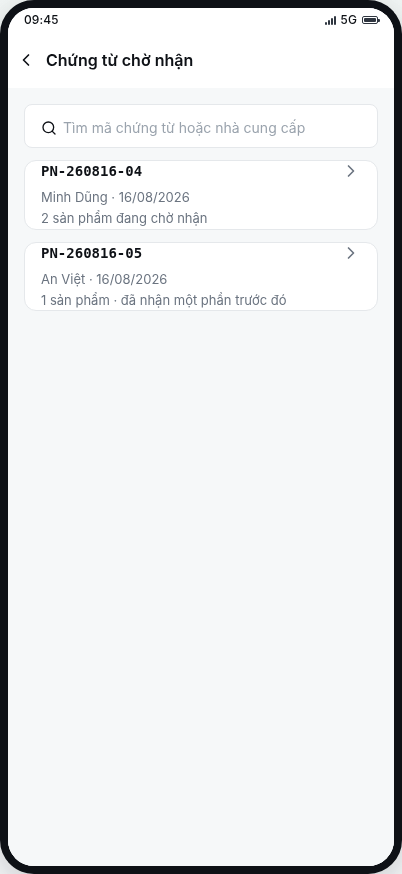 09:45
5G
Chứng từ chờ nhận
Tìm mã chứng từ hoặc nhà cung cấp
PN-260816-04
Minh Dũng · 16/08/2026
2 sản phẩm đang chờ nhận
PN-260816-05
An Việt · 16/08/2026
1 sản phẩm · đã nhận một phần trước đó